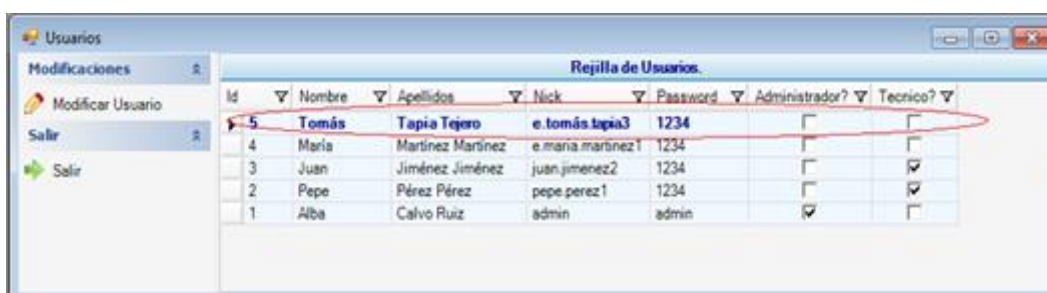 Usuarios
Modificaciones
Rejilla de Usuarios.
Modificar Usuario
Id Nombre Apellidos Nick Password Administrador? Tecnico?
Salir
5 Tomás Tapia Tejero e.tomás.tapia3 1234
4 María Martínez Martínez e.maria.martinez1 1234
Salir
3 Juan Jiménez Jiménez juan.jimenez2 1234
2 Pepe Pérez Pérez pepe.perez1 1234
1 Alba Calvo Ruiz admin admin